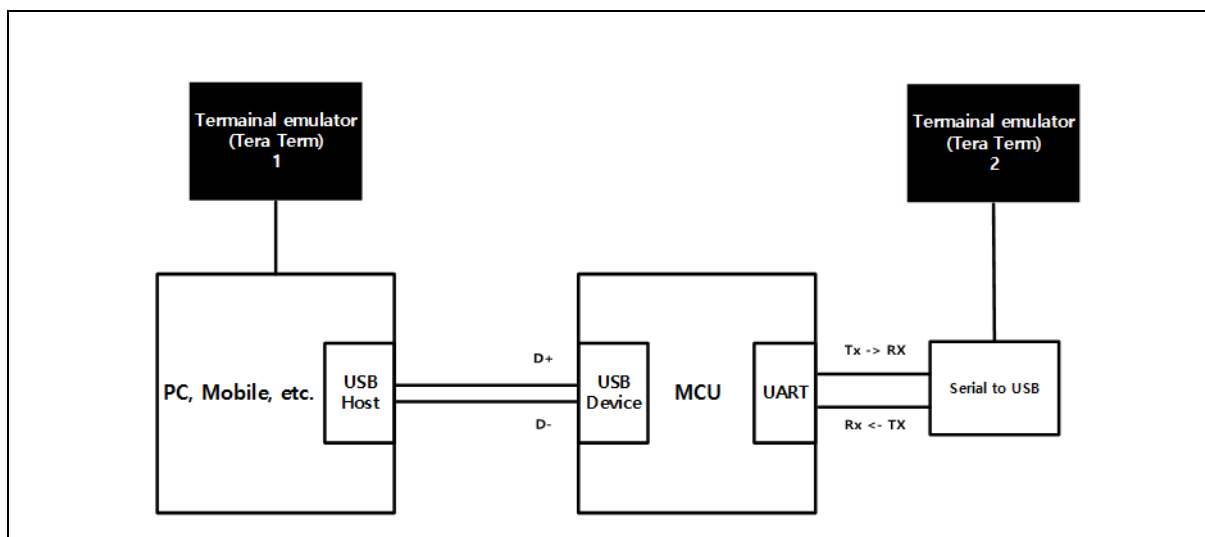 Termainal emulator
(Tera Term)
1
Termainal emulator
(Tera Term)
2
PC, Mobile, etc.
USB
Host
D+
D-
USB
Device
MCU
UART
Tx -> RX
Rx <- TX
Serial to USB